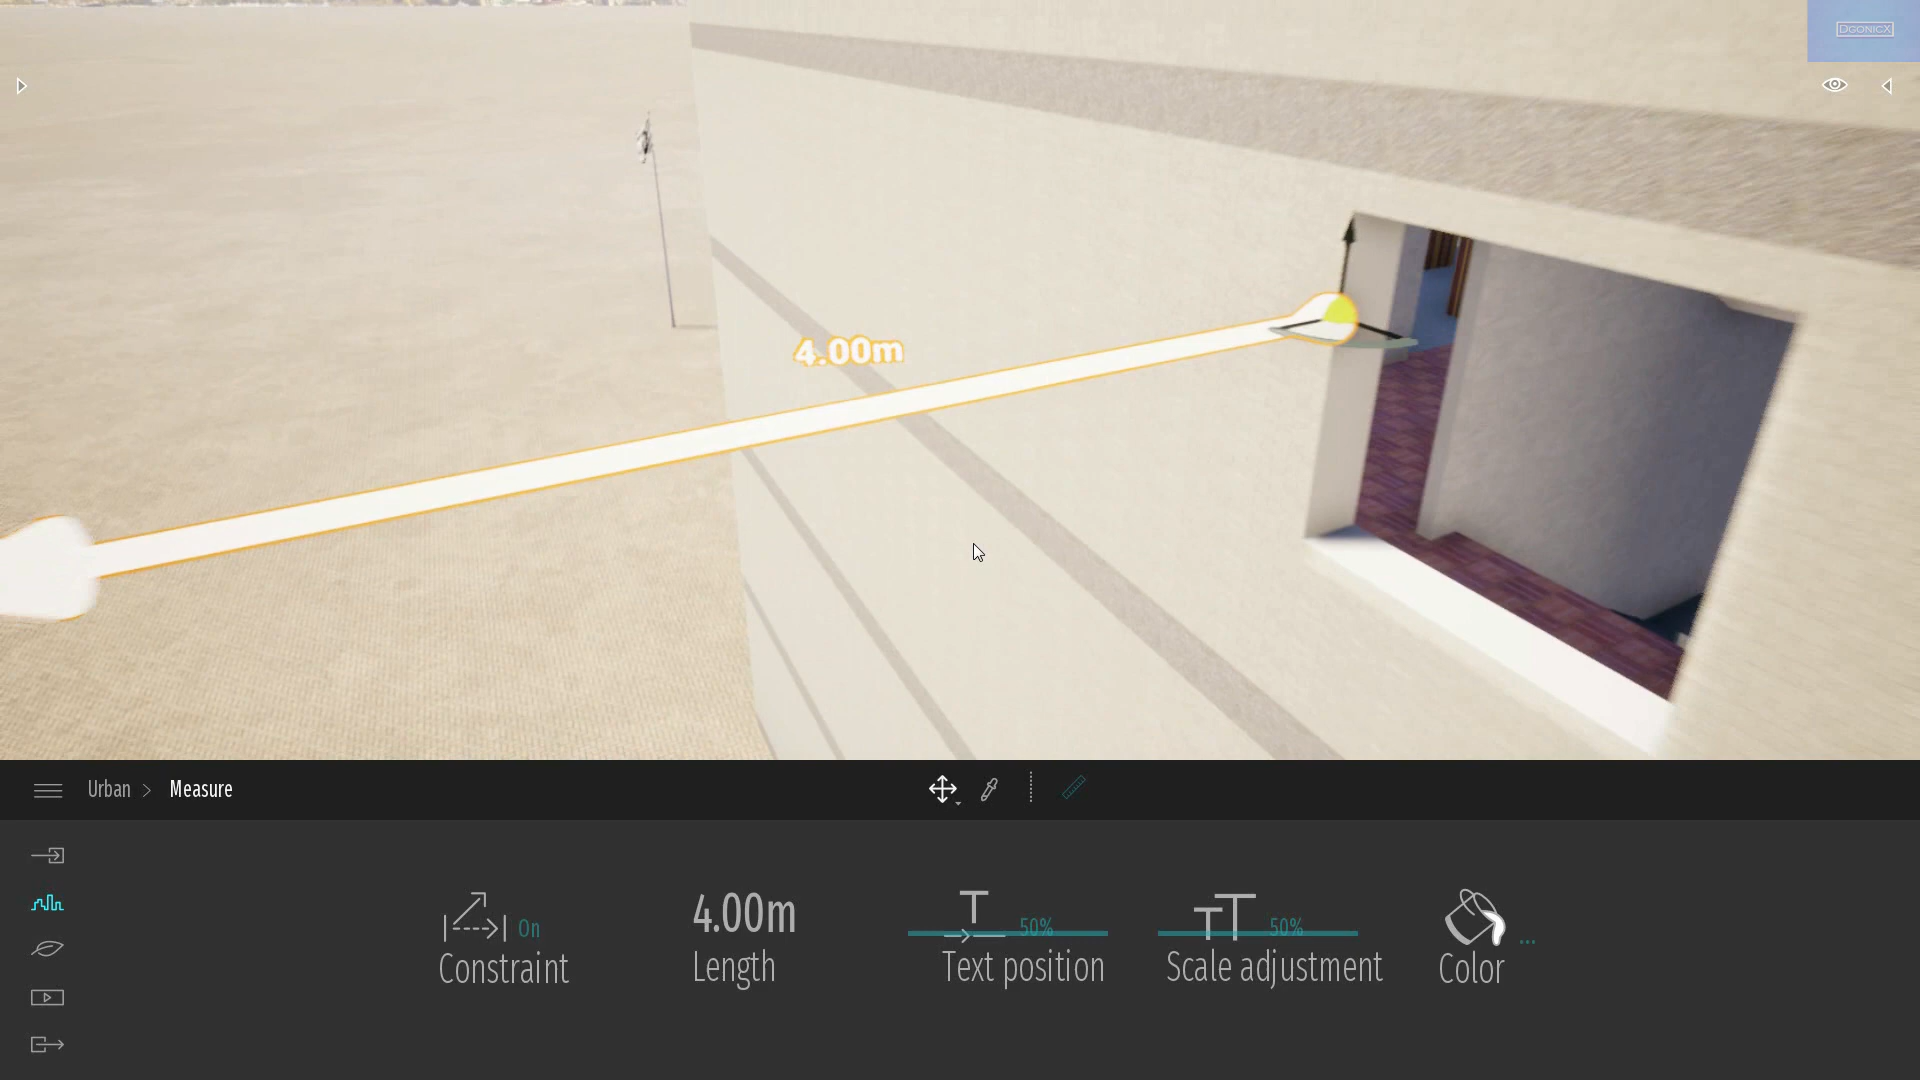 DGONICX
4.00m
Urban > Measure
On
50%
50%
...
4.00m
Constraint
Length
Text position
Scale adjustment
Color